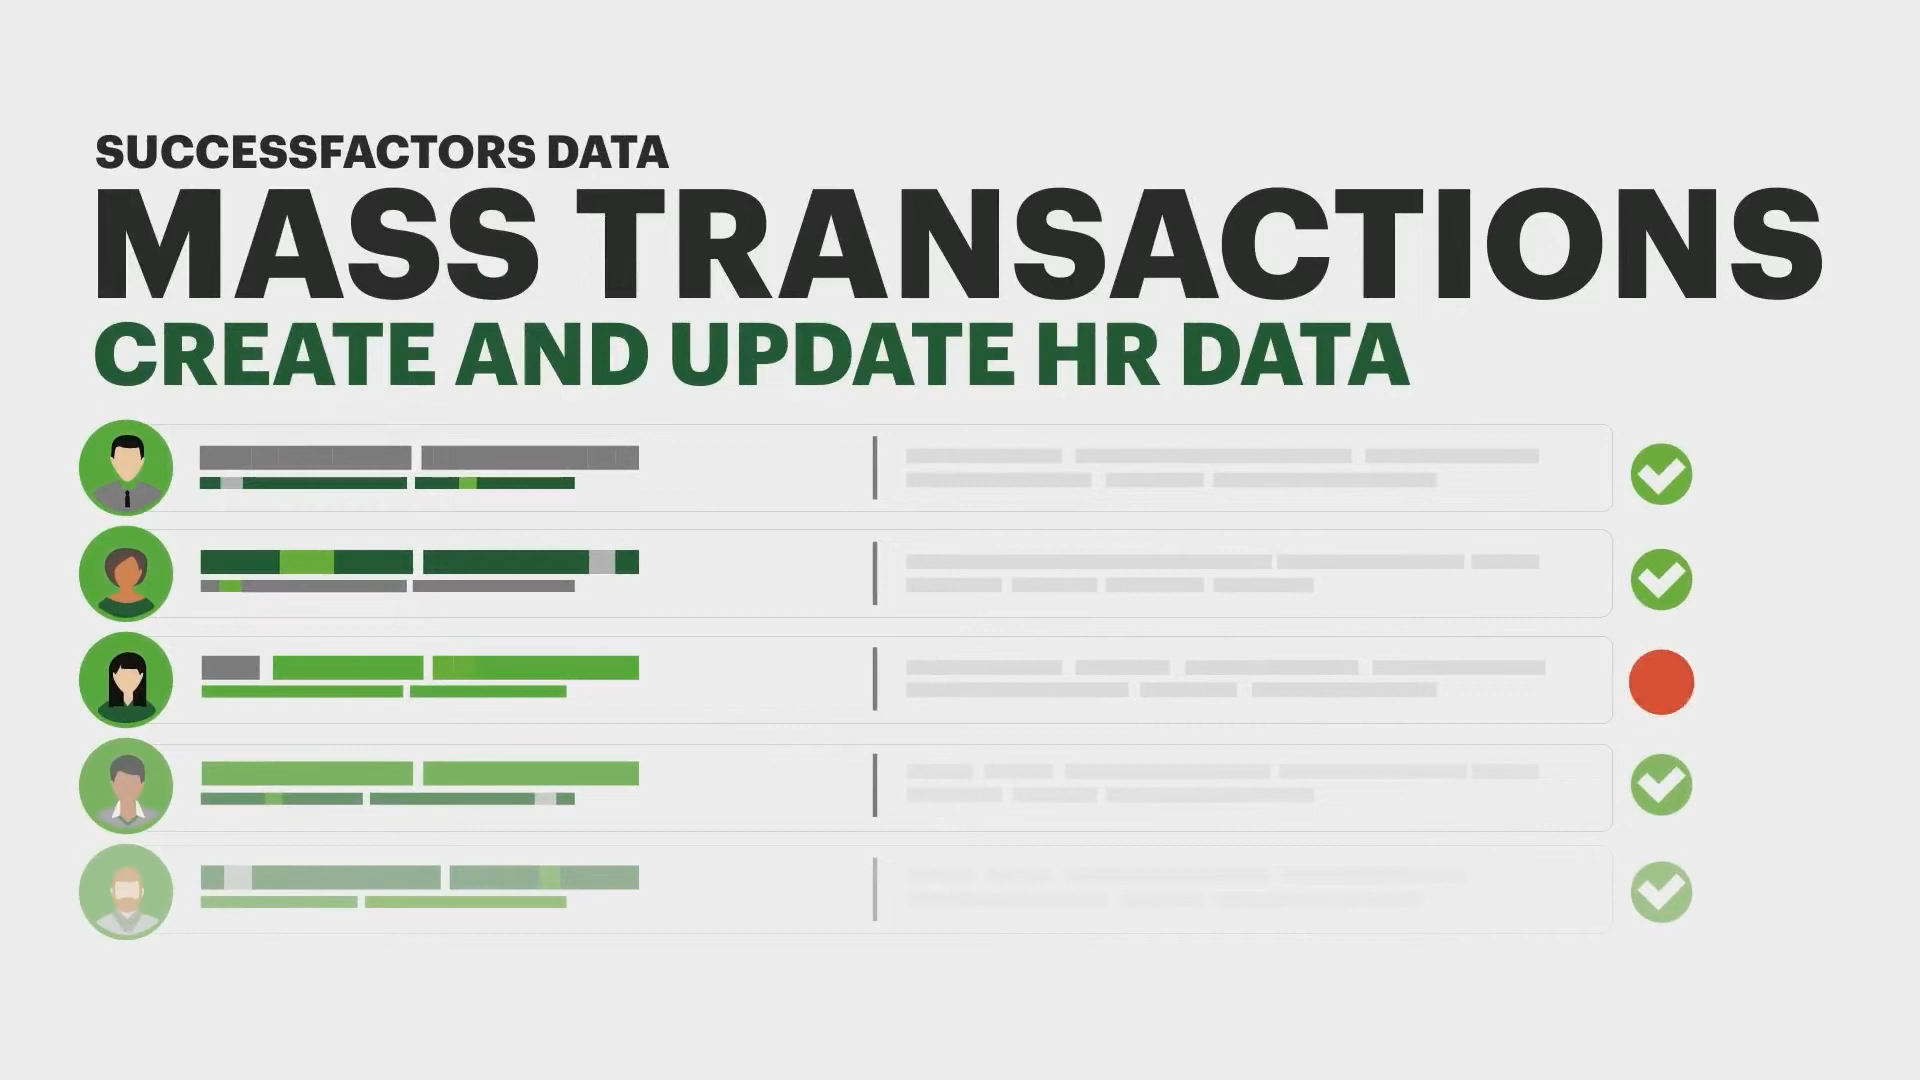 SUCCESSFACTORS DATA
MASS TRANSACTIONS
CREATE AND UPDATE HR DATA